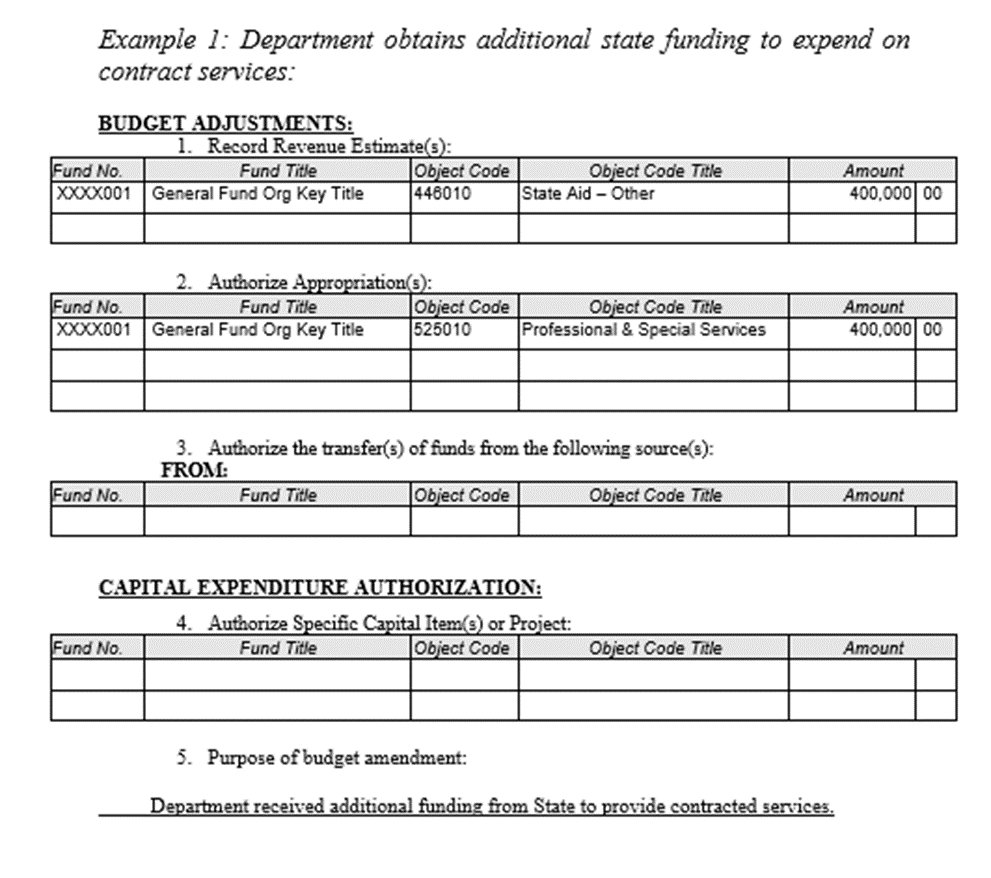 Example 1: Department obtains additional state funding to expend on
contract services:
BUDGET ADJUSTMENTS:
1. Record Revenue Estimate(s):
Fund No. Fund Title Object Code Object Code Title Amount
XXXX001 General Fund Org Key Title 446010 State Aid – Other 400,000 00
2. Authorize Appropriation(s):
Fund No. Fund Title Object Code Object Code Title Amount
XXXX001 General Fund Org Key Title 525010 Professional & Special Services 400,000 00
3. Authorize the transfer(s) of funds from the following source(s):
FROM:
Fund No. Fund Title Object Code Object Code Title Amount
CAPITAL EXPENDITURE AUTHORIZATION:
4. Authorize Specific Capital Item(s) or Project:
Fund No. Fund Title Object Code Object Code Title Amount
5. Purpose of budget amendment:
Department received additional funding from State to provide contracted services.